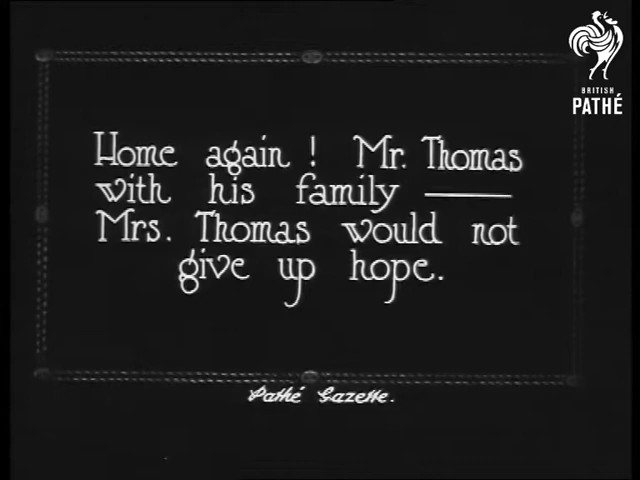 BRITISH
PATHÉ
Home again! Mr. Thomas
with his family —
Mrs. Thomas would not
give up hope.
Pathé Gazette.